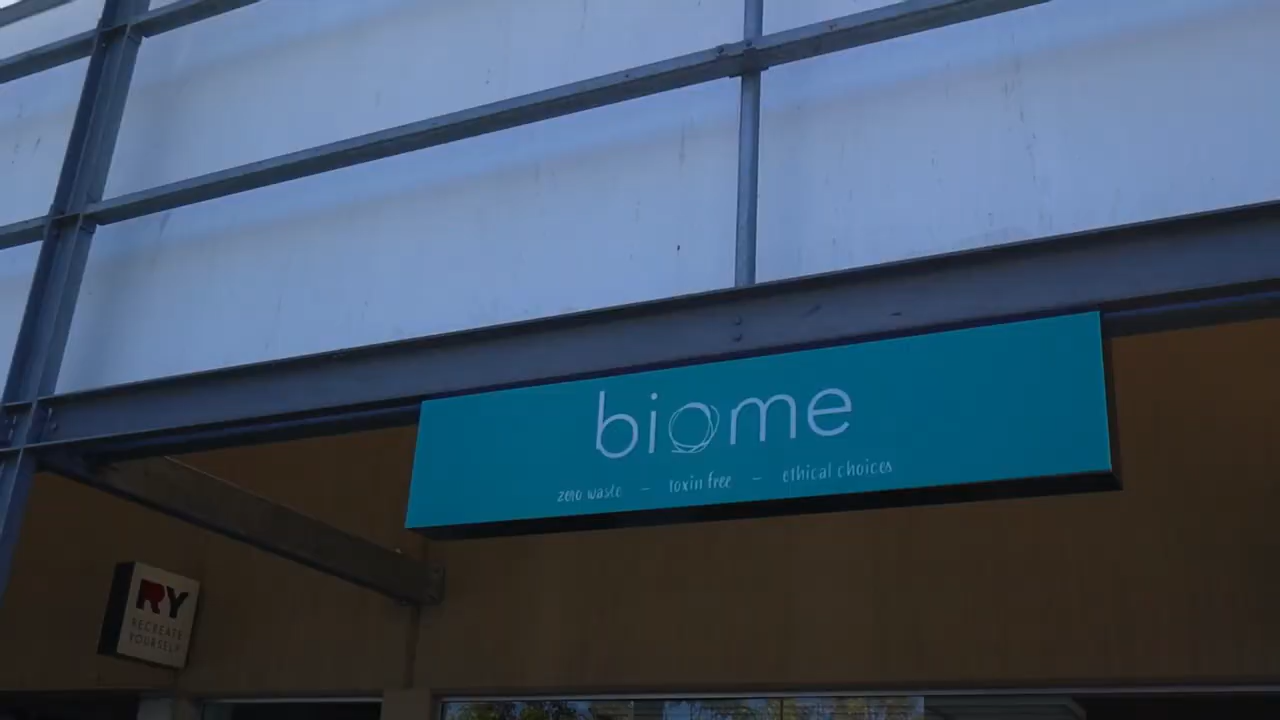 biome
zero waste – toxin free – ethical choices
RY
RECREATE
YOURSELF